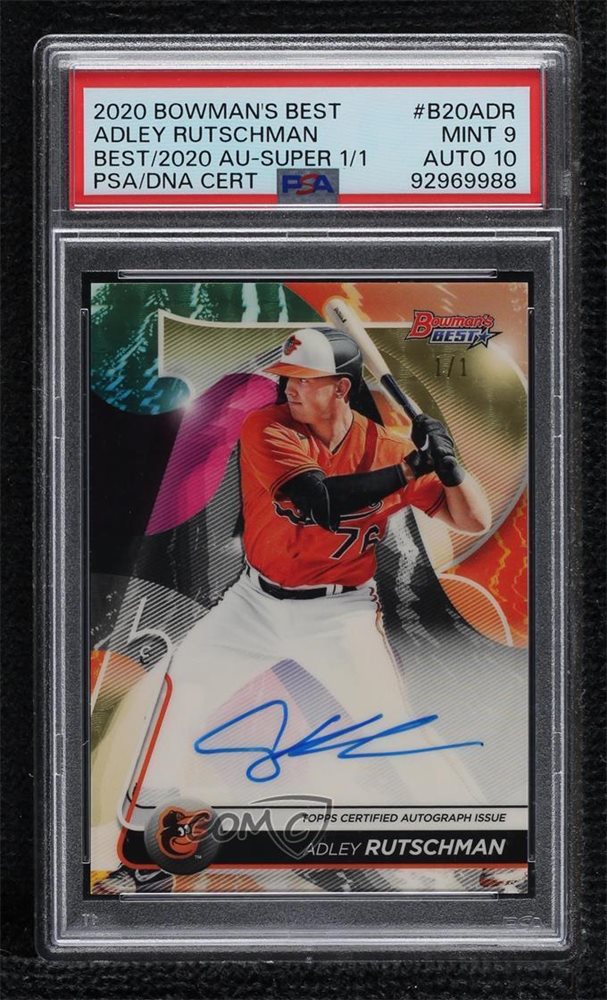 2020 BOWMAN'S BEST #B20ADR
ADLEY RUTSCHMAN MINT 9
BEST/2020 AU-SUPER 1/1 AUTO 10
PSA/DNA CERT PSA 92969988
Bowman's
BEST
1/1
76
TOPPS CERTIFIED AUTOGRAPH ISSUE
COMC
ADLEY RUTSCHMAN
TM